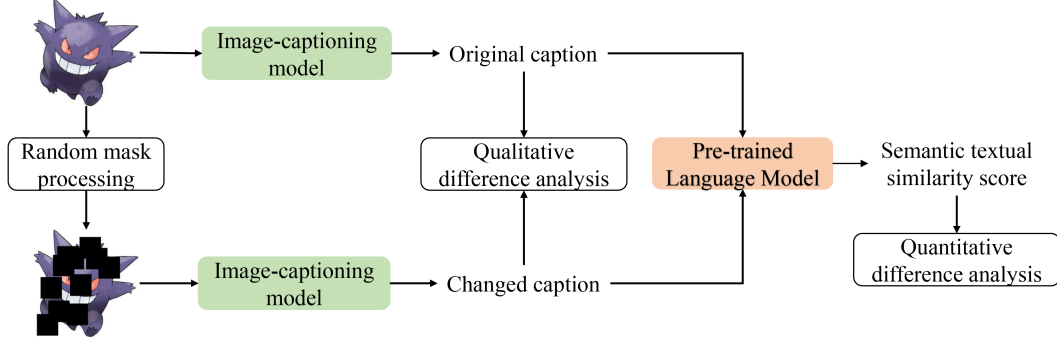 Image-captioning
model
Original caption
Random mask
processing
Qualitative
difference analysis
Pre-trained
Language Model
Semantic textual
similarity score
Image-captioning
model
Changed caption
Quantitative
difference analysis